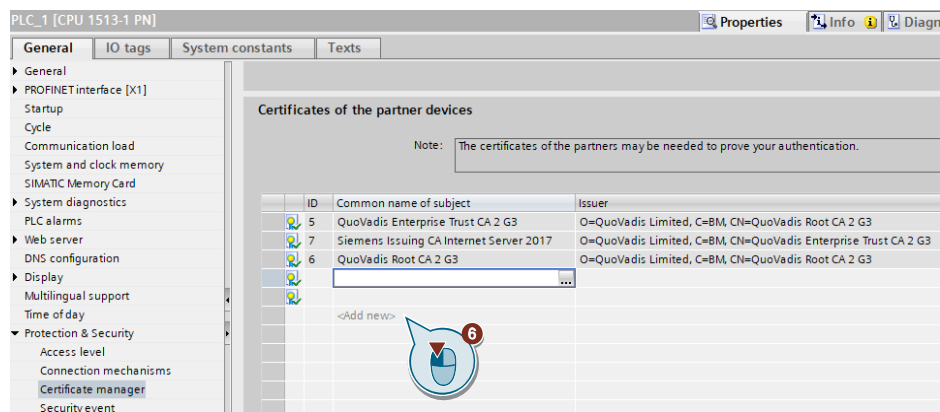 PLC_1 [CPU 1513-1 PN]
Properties
Info
Diagn
General
IO tags
System constants
Texts
General
PROFINET interface [X1]
Startup
Cycle
Communication load
System and clock memory
SIMATIC Memory Card
System diagnostics
PLC alarms
Web server
DNS configuration
Display
Multilingual support
Time of day
Protection & Security
Access level
Connection mechanisms
Certificate manager
Security event
Certificates of the partner devices
Note: The certificates of the partners may be needed to prove your authentication.
ID Common name of subject Issuer
5 QuoVadis Enterprise Trust CA 2 G3 O=QuoVadis Limited, C=BM, CN=QuoVadis Root CA 2 G3
7 Siemens Issuing CA Internet Server 2017 O=QuoVadis Limited, C=BM, CN=QuoVadis Enterprise Trust CA 2 G3
6 QuoVadis Root CA 2 G3 O=QuoVadis Limited, C=BM, CN=QuoVadis Root CA 2 G3
...
<Add new>
6